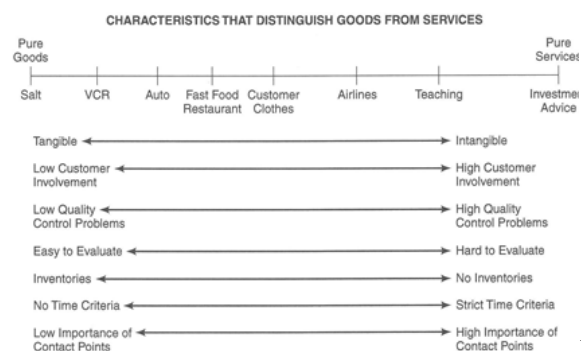 CHARACTERISTICS THAT DISTINGUISH GOODS FROM SERVICES
Pure
Goods
Pure
Services
Salt
VCR
Auto
Fast Food
Restaurant
Customer
Clothes
Airlines
Teaching
Investmen
Advice
Tangible
Intangible
Low Customer
Involvement
High Customer
Involvement
Low Quality
Control Problems
High Quality
Control Problems
Easy to Evaluate
Hard to Evaluate
Inventories
No Inventories
No Time Criteria
Strict Time Criteria
Low Importance of
Contact Points
High Importance of
Contact Points